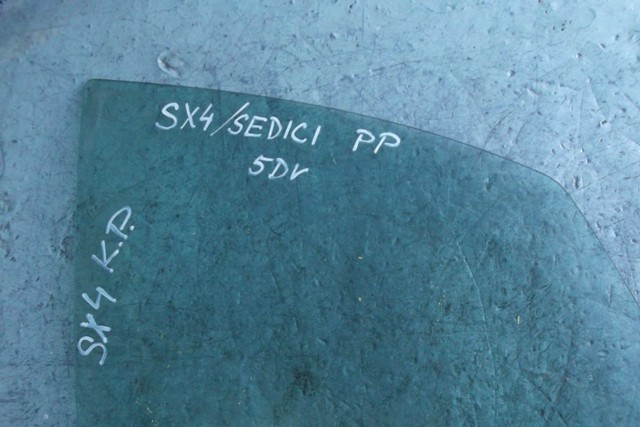 SX4/SEDICI PP
5DV
SX4 K.P.